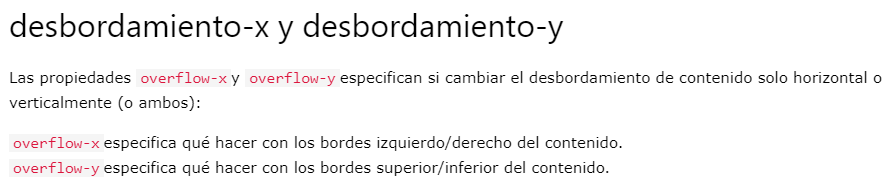 desbordamiento-x y desbordamiento-y
Las propiedades overflow-x y overflow-y especifican si cambiar el desbordamiento de contenido solo horizontal o
verticalmente (o ambos):
overflow-x especifica qué hacer con los bordes izquierdo/derecho del contenido.
overflow-y especifica qué hacer con los bordes superior/inferior del contenido.